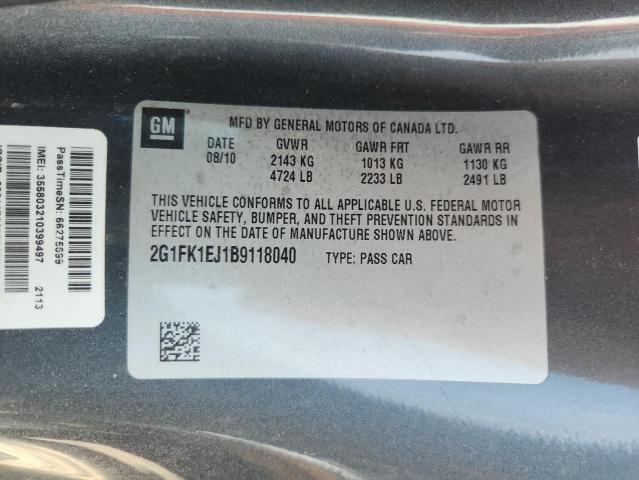 GM
MFD BY GENERAL MOTORS OF CANADA LTD.
DATE GVWR GAWR FRT GAWR RR
08/10 2143 KG 1013 KG 1130 KG
4724 LB 2233 LB 2491 LB
THIS VEHICLE CONFORMS TO ALL APPLICABLE U.S. FEDERAL MOTOR
VEHICLE SAFETY, BUMPER, AND THEFT PREVENTION STANDARDS IN
EFFECT ON THE DATE OF MANUFACTURE SHOWN ABOVE.
2G1FK1EJ1B9118040 TYPE: PASS CAR
PassTimeSN: 66275699
IMEI: 355803210399497
2113